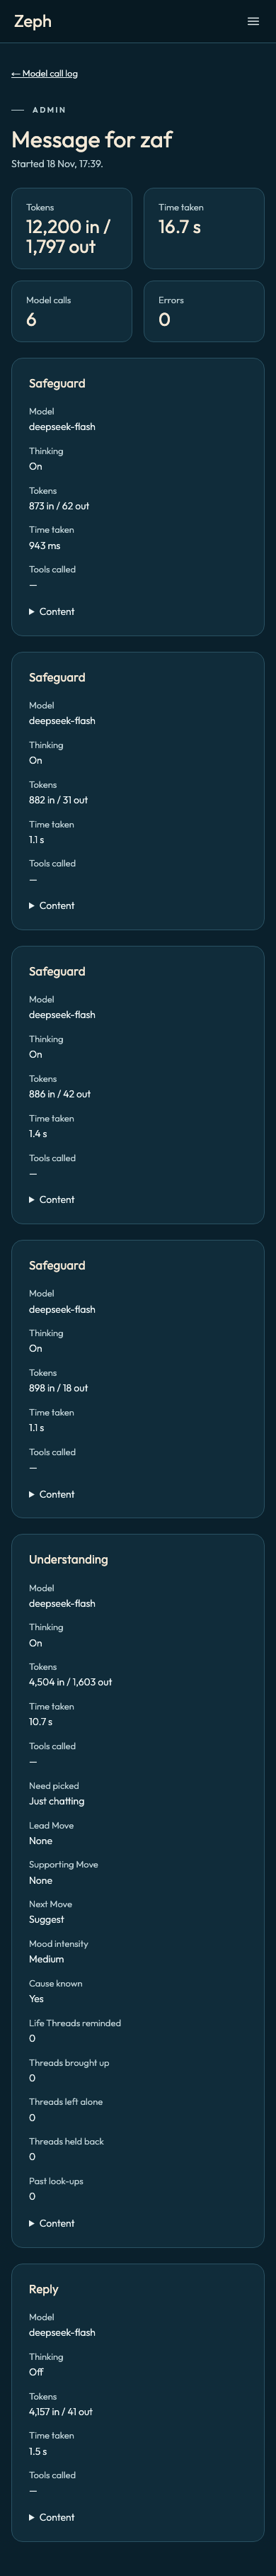 Zeph
← Model call log
ADMIN
Message for zaf
Started 18 Nov, 17:39.
Tokens
12,200 in /
1,797 out
Time taken
16.7 s
Model calls
6
Errors
0
Safeguard
Model
deepseek-flash
Thinking
On
Tokens
873 in / 62 out
Time taken
943 ms
Tools called
—
▶ Content
Safeguard
Model
deepseek-flash
Thinking
On
Tokens
882 in / 31 out
Time taken
1.1 s
Tools called
—
▶ Content
Safeguard
Model
deepseek-flash
Thinking
On
Tokens
886 in / 42 out
Time taken
1.4 s
Tools called
—
▶ Content
Safeguard
Model
deepseek-flash
Thinking
On
Tokens
898 in / 18 out
Time taken
1.1 s
Tools called
—
▶ Content
Understanding
Model
deepseek-flash
Thinking
On
Tokens
4,504 in / 1,603 out
Time taken
10.7 s
Tools called
—
Need picked
Just chatting
Lead Move
None
Supporting Move
None
Next Move
Suggest
Mood intensity
Medium
Cause known
Yes
Life Threads reminded
0
Threads brought up
0
Threads left alone
0
Threads held back
0
Past look-ups
0
▶ Content
Reply
Model
deepseek-flash
Thinking
Off
Tokens
4,157 in / 41 out
Time taken
1.5 s
Tools called
—
▶ Content